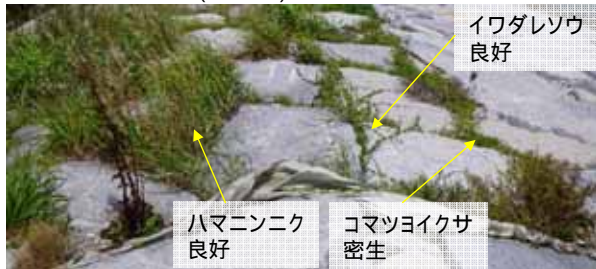 イワダレソウ
良好
ハマニンニク
良好
コマツヨイクサ
密生